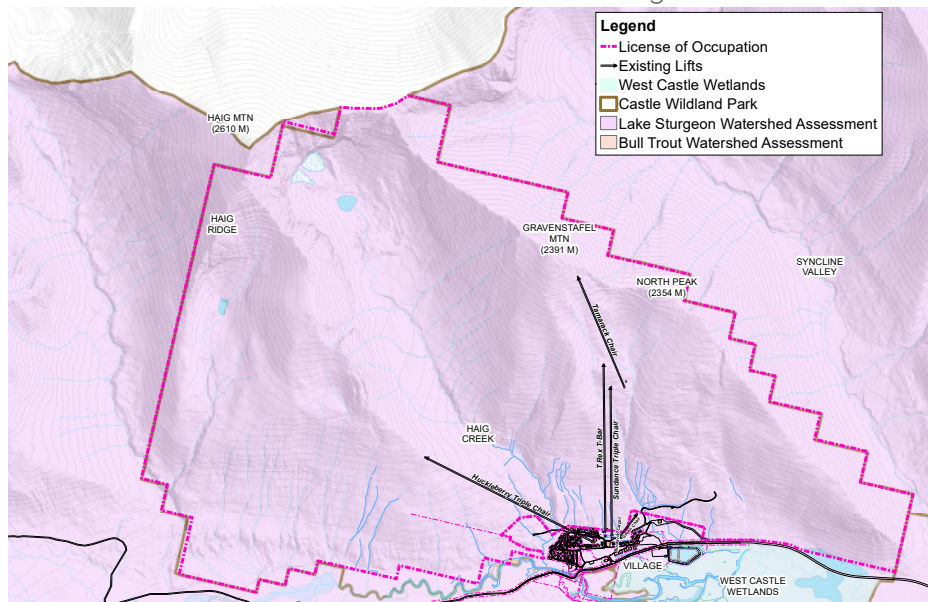 Legend
License of Occupation
Existing Lifts
West Castle Wetlands
Castle Wildland Park
Lake Sturgeon Watershed Assessment
Bull Trout Watershed Assessment
HAIG MTN
(2610 M)
HAIG
RIDGE
GRAVENSTAFEL
MTN
(2391 M)
SYNCLINE
VALLEY
NORTH PEAK
(2354 M)
Tamarack Chair
T Rex T-Bar
Sundance Triple Chair
HAIG
CREEK
Huckleberry Triple Chair
VILLAGE
WEST CASTLE
WETLANDS